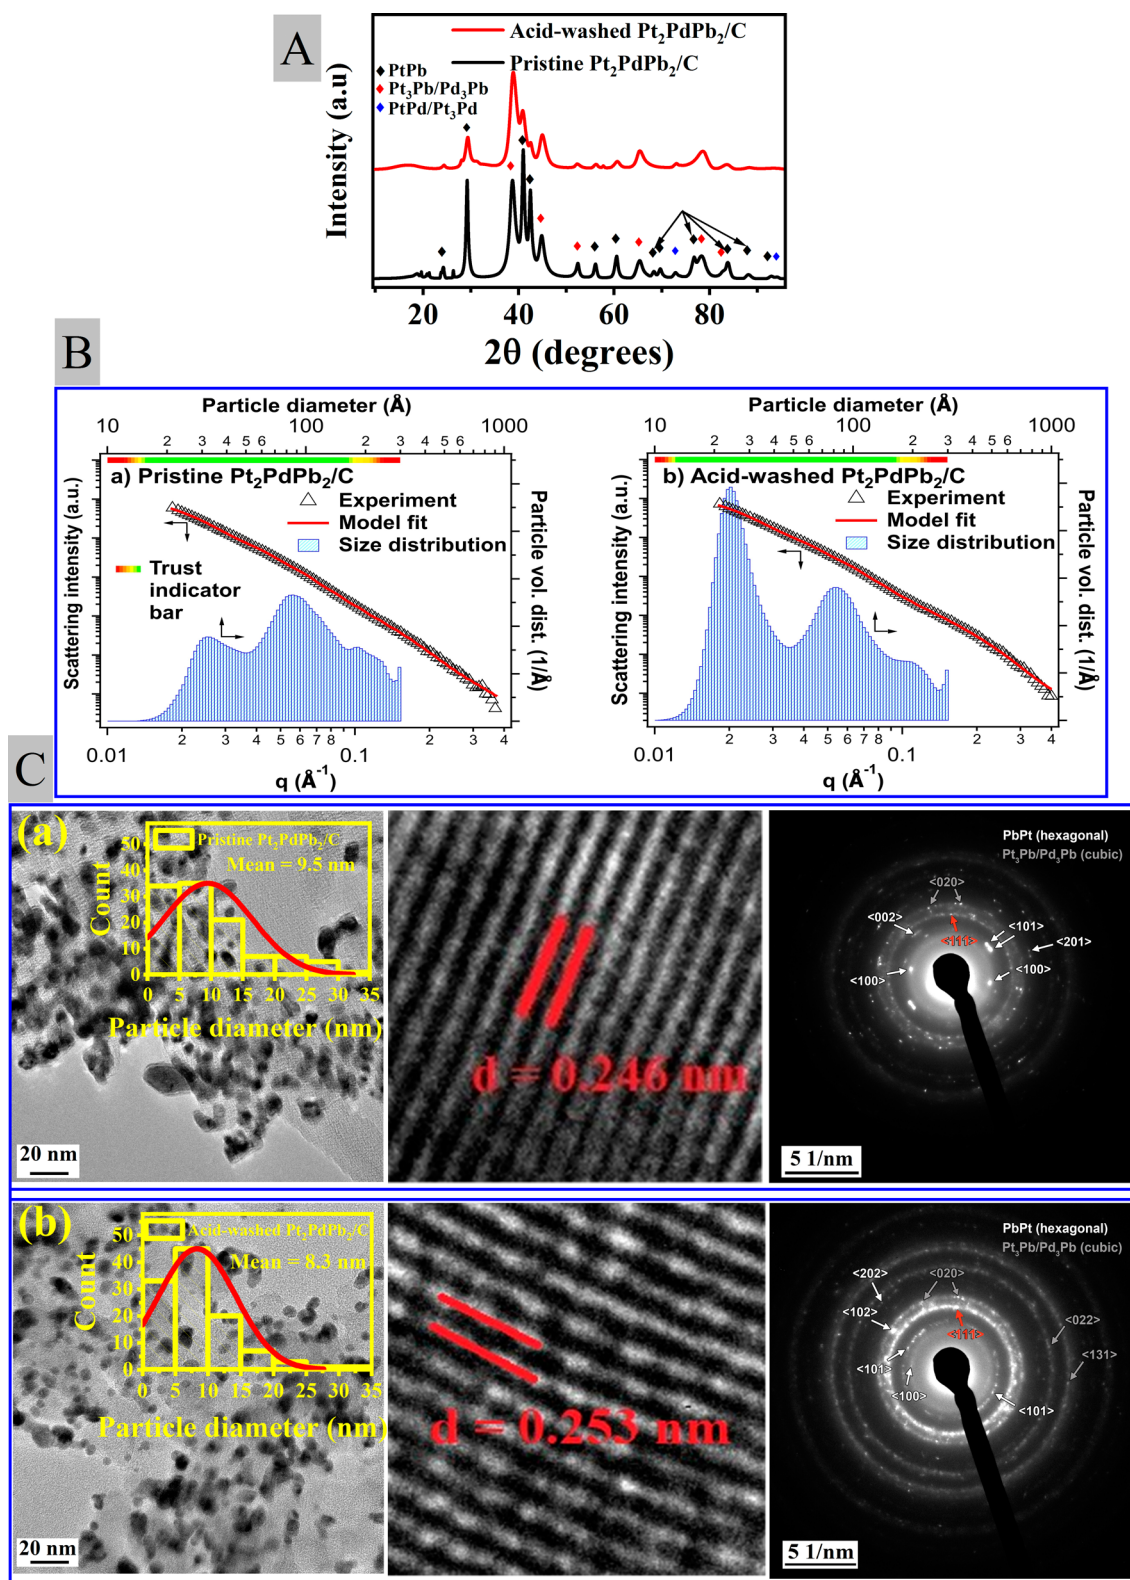 A
Acid-washed Pt₂PdPb₂/C
Pristine Pt₂PdPb₂/C
PtPb
Pt₃Pb/Pd₃Pb
PtPd/Pt₃Pd
Intensity (a.u)
20 40 60 80
2θ (degrees)
B
Particle diameter (Å)
10 100 1000
2 3 4 5 6 2 3 4 5 6
a) Pristine Pt₂PdPb₂/C
Experiment
Model fit
Size distribution
Trust
indicator
bar
Scattering intensity (a.u.)
Particle vol. dist. (1/Å)
2 3 4 5 6 7 8 2 3 4
0.01 0.1
q (Å⁻¹)
Particle diameter (Å)
10 100 1000
2 3 4 5 6 2 3 4 5 6
b) Acid-washed Pt₂PdPb₂/C
Experiment
Model fit
Size distribution
Scattering intensity (a.u.)
Particle vol. dist. (1/Å)
2 3 4 5 6 7 8 2 3 4
0.01 0.1
q (Å⁻¹)
C
(a)
Pristine Pt₂PdPb₂/C
Mean = 9.5 nm
Count
50
40
30
20
10
0
0 5 10 15 20 25 30 35
Particle diameter (nm)
20 nm
d = 0.246 nm
PbPt (hexagonal)
Pt₃Pb/Pd₃Pb (cubic)
<020>
<002>
<101>
<111>
<201>
<100>
<100>
5 1/nm
(b)
Acid-washed Pt₂PdPb₂/C
Mean = 8.3 nm
Count
50
40
30
20
10
0
0 5 10 15 20 25 30 35
Particle diameter (nm)
20 nm
d = 0.253 nm
PbPt (hexagonal)
Pt₃Pb/Pd₃Pb (cubic)
<202>
<020>
<102>
<111>
<022>
<101>
<131>
<100>
<101>
5 1/nm